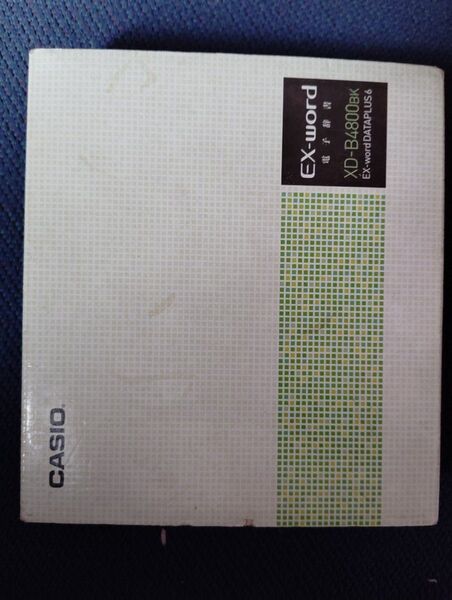 EX-word
電子辞書
XD-B4800BK
EX-word DATAPLUS 6
CASIO